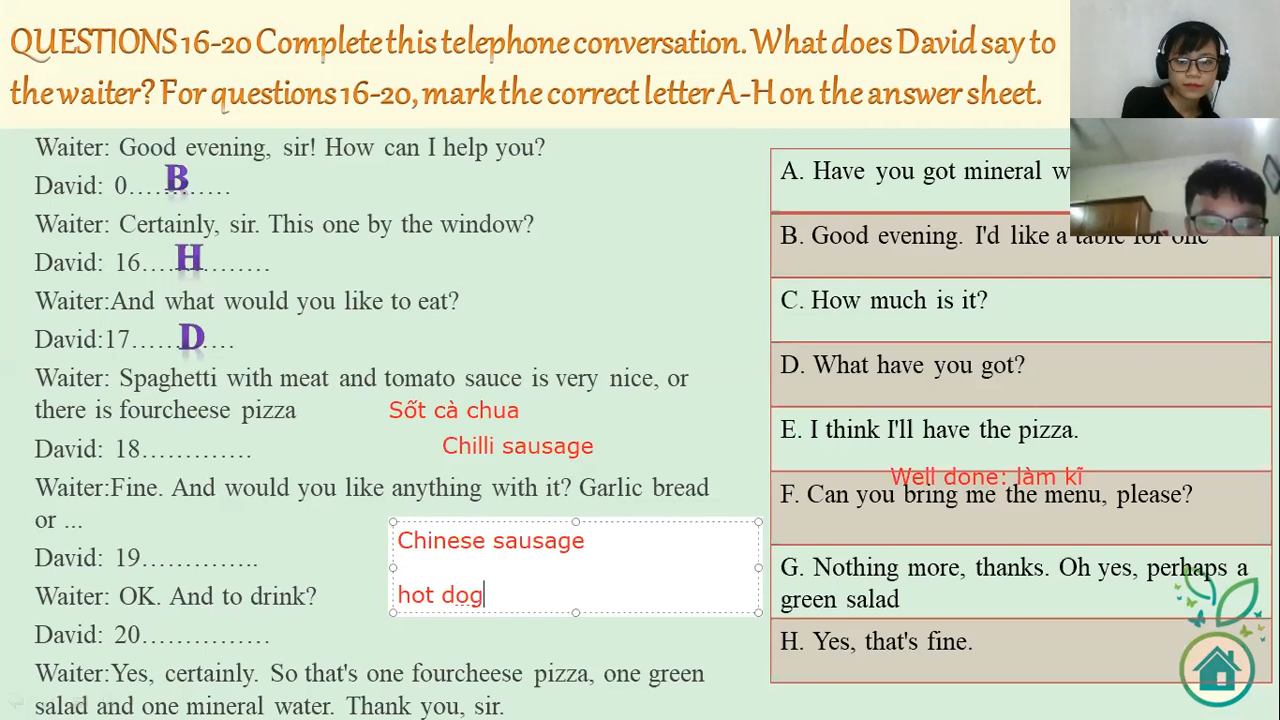 QUESTIONS 16-20 Complete this telephone conversation. What does David say to
the waiter? For questions 16-20, mark the correct letter A-H on the answer sheet.
Waiter: Good evening, sir! How can I help you?
David: 0…B………
Waiter: Certainly, sir. This one by the window?
David: 16…H…………
Waiter:And what would you like to eat?
David:17……D……
Waiter: Spaghetti with meat and tomato sauce is very nice, or
there is fourcheese pizza
Sốt cà chua
Chilli sausage
David: 18………….
Waiter:Fine. And would you like anything with it? Garlic bread
or ...
Chinese sausage
David: 19…………..
hot dog
Waiter: OK. And to drink?
David: 20……………
Waiter:Yes, certainly. So that's one fourcheese pizza, one green
salad and one mineral water. Thank you, sir.
A. Have you got mineral
B. Good evening. I'd like a table for one
C. How much is it?
D. What have you got?
E. I think I'll have the pizza.
Well done: làm kĩ
F. Can you bring me the menu, please?
G. Nothing more, thanks. Oh yes, perhaps a
green salad
H. Yes, that's fine.